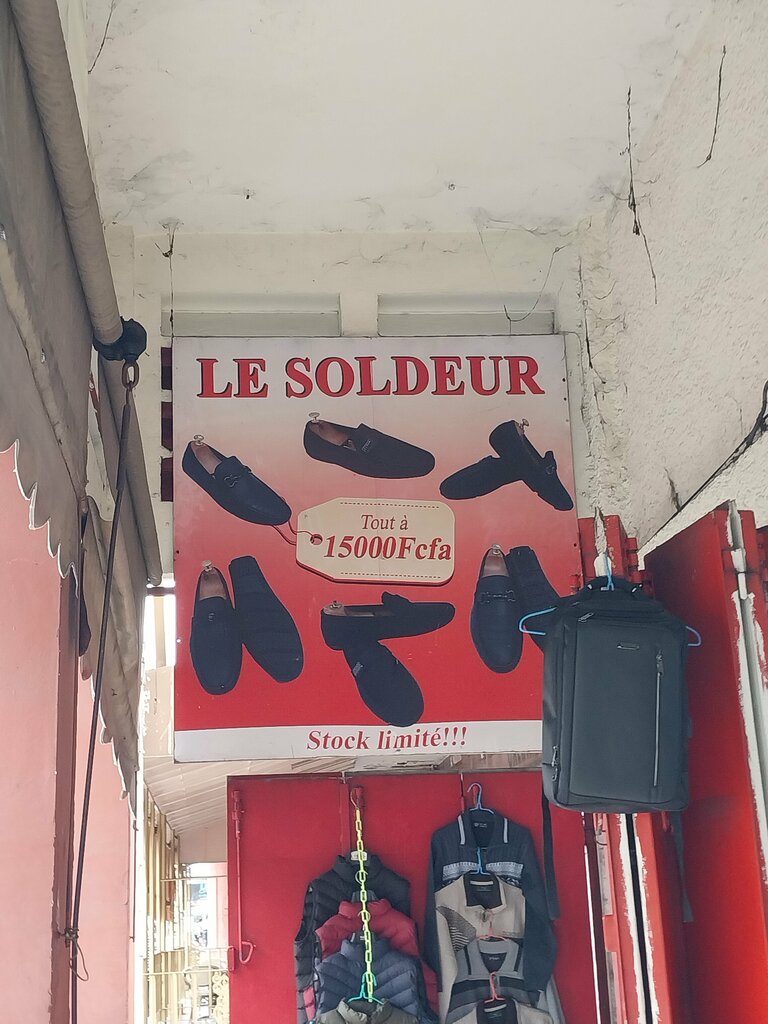 LE SOLDEUR
Tout à
15000Fcfa
Stock limité!!!